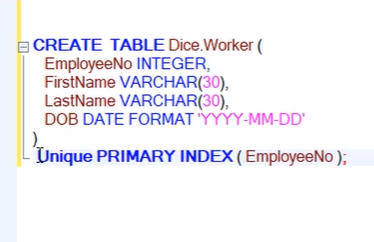 CREATE TABLE Dice.Worker (
EmployeeNo INTEGER,
FirstName VARCHAR(30),
LastName VARCHAR(30),
DOB DATE FORMAT 'YYYY-MM-DD'
)
Unique PRIMARY INDEX ( EmployeeNo );